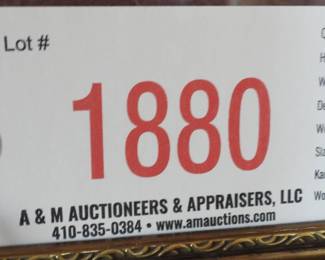 Lot #
1880
A & M AUCTIONEERS & APPRAISERS, LLC
410-835-0384 • www.amauctions.com